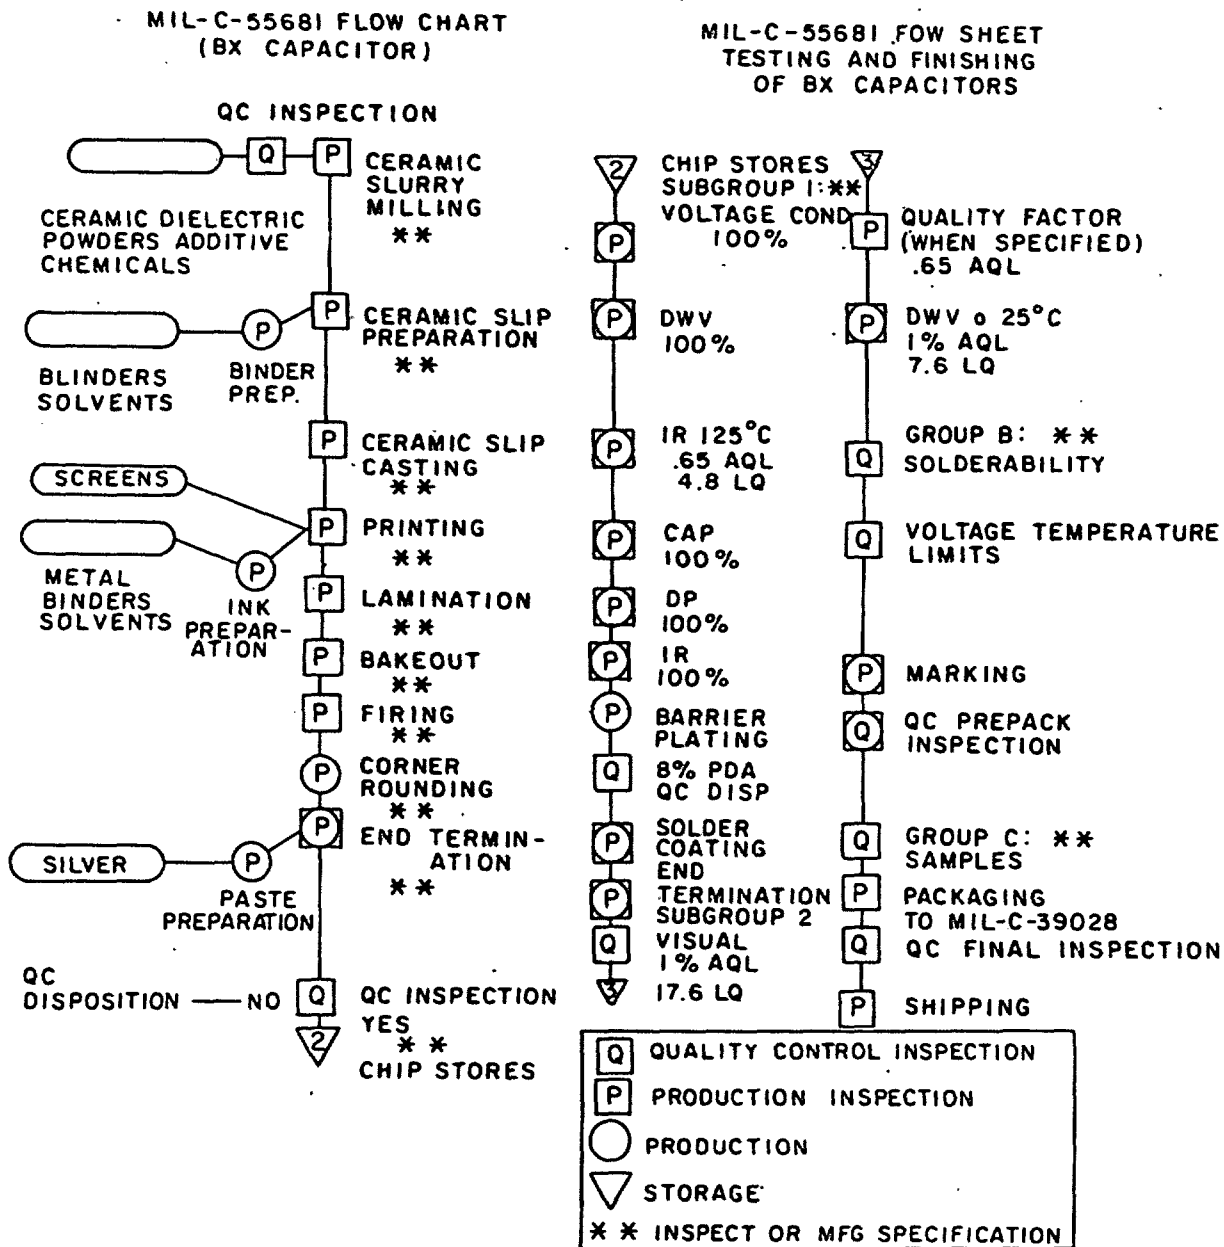 MIL-C-55681 FLOW CHART
(BX CAPACITOR)
QC INSPECTION
Q
P
CERAMIC
SLURRY
MILLING
**
CERAMIC DIELECTRIC
POWDERS ADDITIVE
CHEMICALS
P
P
CERAMIC SLIP
PREPARATION
**
BLINDERS
SOLVENTS
BINDER
PREP.
P
CERAMIC SLIP
CASTING
**
SCREENS
P
PRINTING
**
P
METAL
BINDERS
SOLVENTS
INK
PREPAR-
ATION
P
LAMINATION
**
P
BAKEOUT
**
P
FIRING
**
P
CORNER
ROUNDING
**
P
END TERMIN-
ATION
**
SILVER
P
PASTE
PREPARATION
QC
DISPOSITION
NO
Q
QC INSPECTION
YES
**
2
CHIP STORES
MIL-C-55681 FOW SHEET
TESTING AND FINISHING
OF BX CAPACITORS
2
CHIP STORES
SUBGROUP 1:**
P
VOLTAGE COND
100%
P
DWV
100%
P
IR 125°C
.65 AQL
4.8 LQ
P
CAP
100%
P
DP
100%
P
IR
100%
P
BARRIER
PLATING
Q
8% PDA
QC DISP
P
SOLDER
COATING
END
P
TERMINATION
SUBGROUP 2
Q
VISUAL
1% AQL
3
17.6 LQ
3
P
QUALITY FACTOR
(WHEN SPECIFIED)
.65 AQL
P
DWV o 25°C
1% AQL
7.6 LQ
Q
GROUP B: **
SOLDERABILITY
Q
VOLTAGE TEMPERATURE
LIMITS
P
MARKING
Q
QC PREPACK
INSPECTION
Q
GROUP C: **
SAMPLES
P
PACKAGING
TO MIL-C-39028
Q
QC FINAL INSPECTION
P
SHIPPING
Q QUALITY CONTROL INSPECTION
P PRODUCTION INSPECTION
PRODUCTION
STORAGE
** INSPECT OR MFG SPECIFICATION